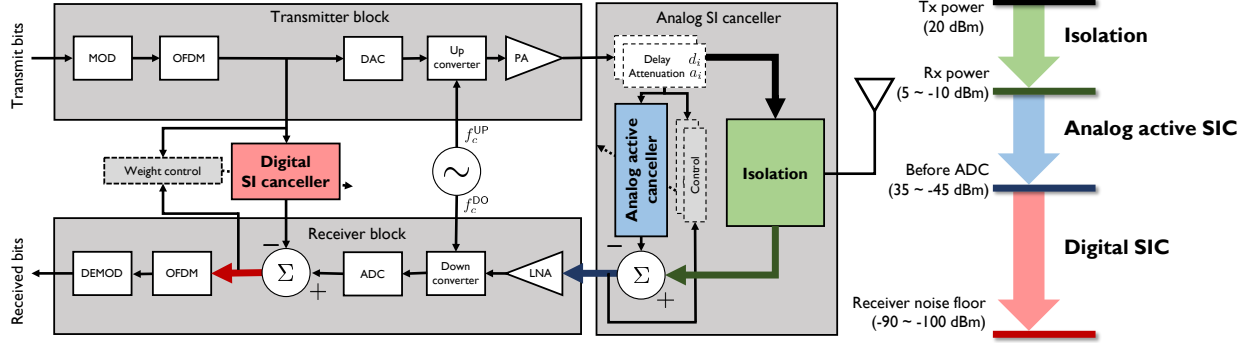 Transmitter block
Transmit bits
MOD
OFDM
DAC
Up
converter
PA
f_c^UP
Weight control
Digital
SI canceller
~
f_c^DO
Receiver block
Received bits
DEMOD
OFDM
−
Σ
+
ADC
Down
converter
LNA
Analog SI canceller
Delay d_i
Attenuation a_i
Analog active
canceller
Control
Isolation
−
Σ
+
Tx power
(20 dBm)
Isolation
Rx power
(5 ~ -10 dBm)
Analog active SIC
Before ADC
(35 ~ -45 dBm)
Digital SIC
Receiver noise floor
(-90 ~ -100 dBm)